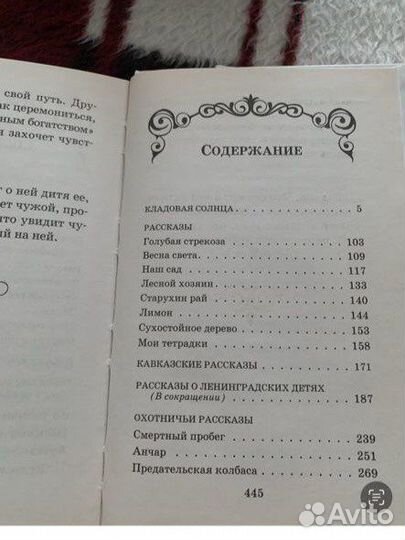 свой путь. Дру-
ак церемониться,
ным богатством»
я захочет чувст-
о ней дитя ее,
ет чужой, про-
что увидит чу-
ый на ней.
СОДЕРЖАНИЕ
КЛАДОВАЯ СОЛНЦА . . . . . . . . . . . . 5
РАССКАЗЫ
Голубая стрекоза . . . . . . . . . . . . 103
Весна света . . . . . . . . . . . . 109
Наш сад . . . . . . . . . . . . 117
Лесной хозяин . . . . . . . . . . . . 133
Старухин рай . . . . . . . . . . . . 140
Лимон . . . . . . . . . . . . 144
Сухостойное дерево . . . . . . . . . . . . 153
Мои тетрадки . . . . . . . . . . . . 158
КАВКАЗСКИЕ РАССКАЗЫ . . . . . . . . . . . . 171
РАССКАЗЫ О ЛЕНИНГРАДСКИХ ДЕТЯХ
(В сокращении) . . . . . . . . . . . . 187
ОХОТНИЧЬИ РАССКАЗЫ
Смертный пробег . . . . . . . . . . . . 239
Анчар . . . . . . . . . . . . 251
Предательская колбаса . . . . . . . . . . . . 269
445
Avito